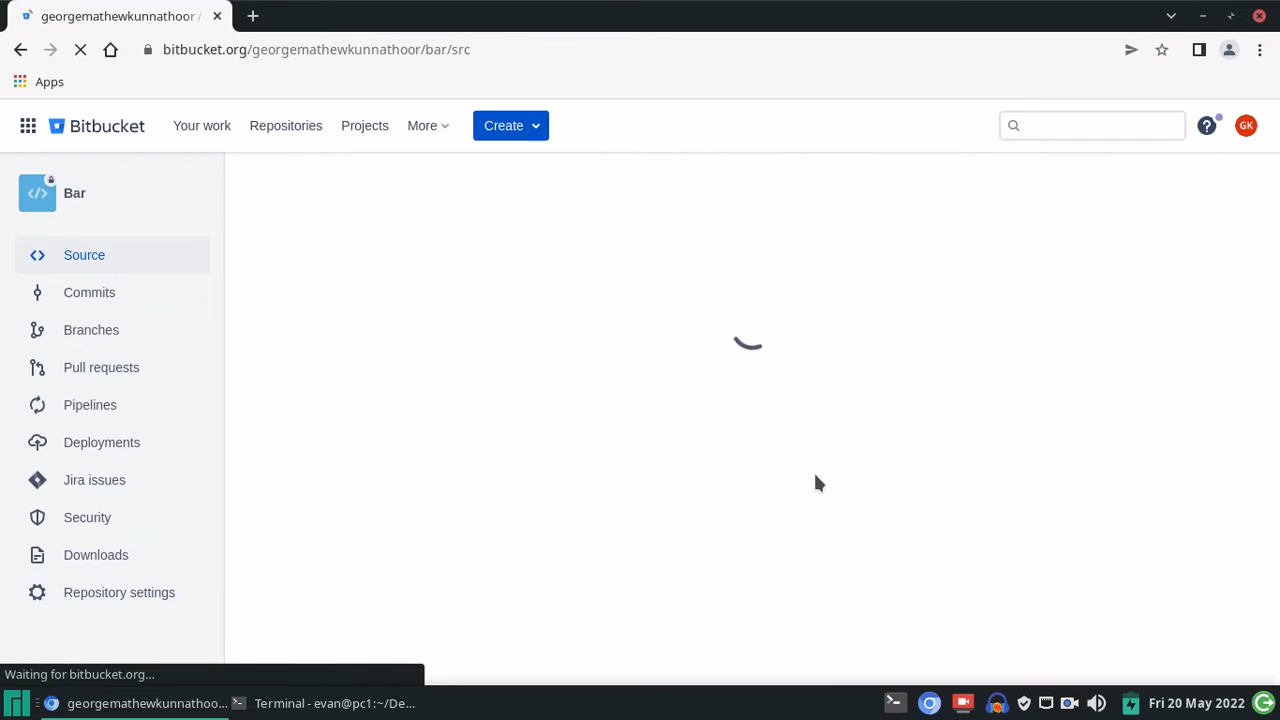 georgemathewkunnathoor /
bitbucket.org/georgemathewkunnathoor/bar/src
Apps
Bitbucket
Your work
Repositories
Projects
More
Create
GK
Bar
Source
Commits
Branches
Pull requests
Pipelines
Deployments
Jira issues
Security
Downloads
Repository settings
Waiting for bitbucket.org...
georgemathewkunnathoo...
Terminal - evan@pc1:~/De...
Fri 20 May 2022